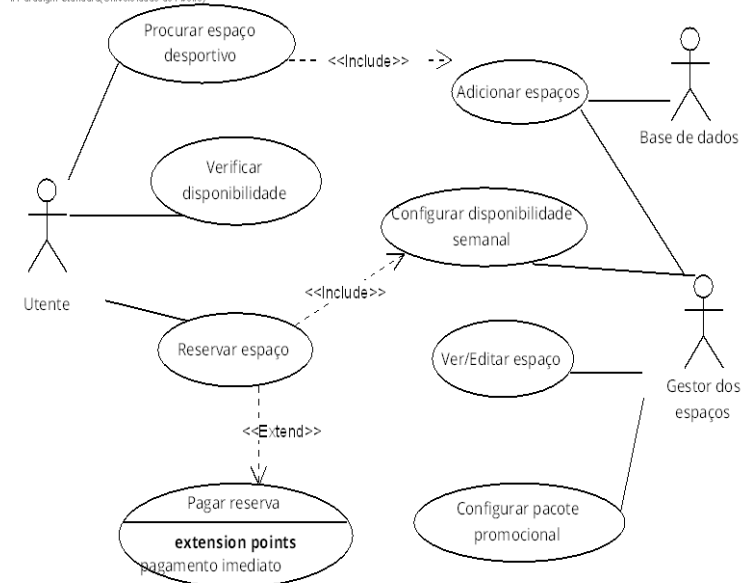 Procurar espaço
desportivo
<<Include>>
Adicionar espaços
Base de dados
Verificar
disponibilidade
Configurar disponibilidade
semanal
Utente
<<Include>>
Reservar espaço
Ver/Editar espaço
Gestor dos
espaços
<<Extend>>
Pagar reserva
extension points
pagamento imediato
Configurar pacote
promocional